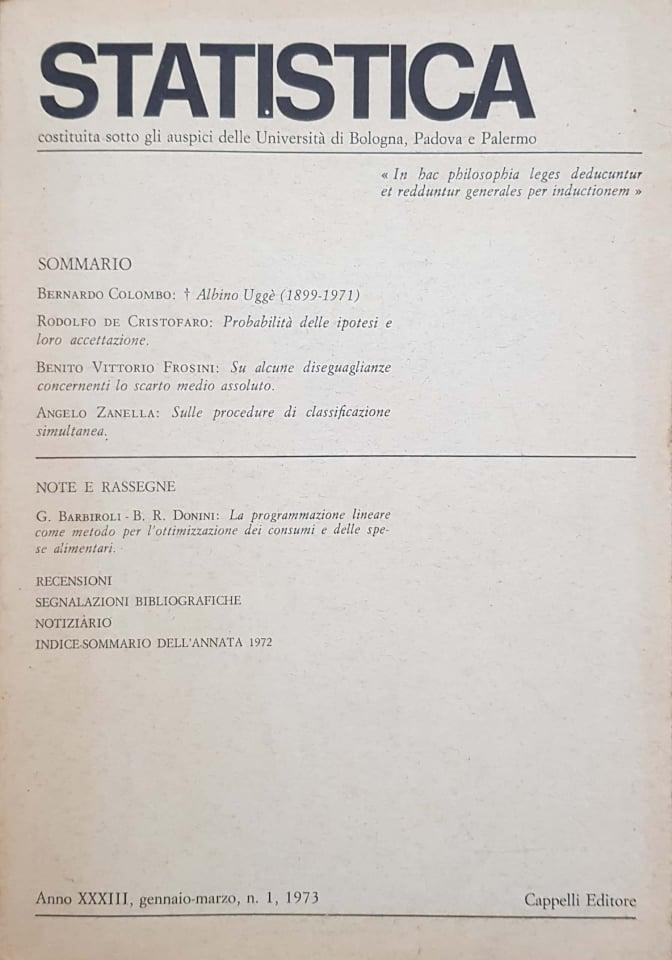 STATISTICA
costituita sotto gli auspici delle Università di Bologna, Padova e Palermo
« In hac philosophia leges deducuntur
et redduntur generales per inductionem »
SOMMARIO
BERNARDO COLOMBO: † Albino Uggè (1899-1971)
RODOLFO DE CRISTOFARO: Probabilità delle ipotesi e
loro accettazione.
BENITO VITTORIO FROSINI: Su alcune diseguaglianze
concernenti lo scarto medio assoluto.
ANGELO ZANELLA: Sulle procedure di classificazione
simultanea.
NOTE E RASSEGNE
G. BARBIROLI - B. R. DONINI: La programmazione lineare
come metodo per l'ottimizzazione dei consumi e delle spe-
se alimentari.
RECENSIONI
SEGNALAZIONI BIBLIOGRAFICHE
NOTIZIARIO
INDICE-SOMMARIO DELL'ANNATA 1972
Anno XXXIII, gennaio-marzo, n. 1, 1973
Cappelli Editore